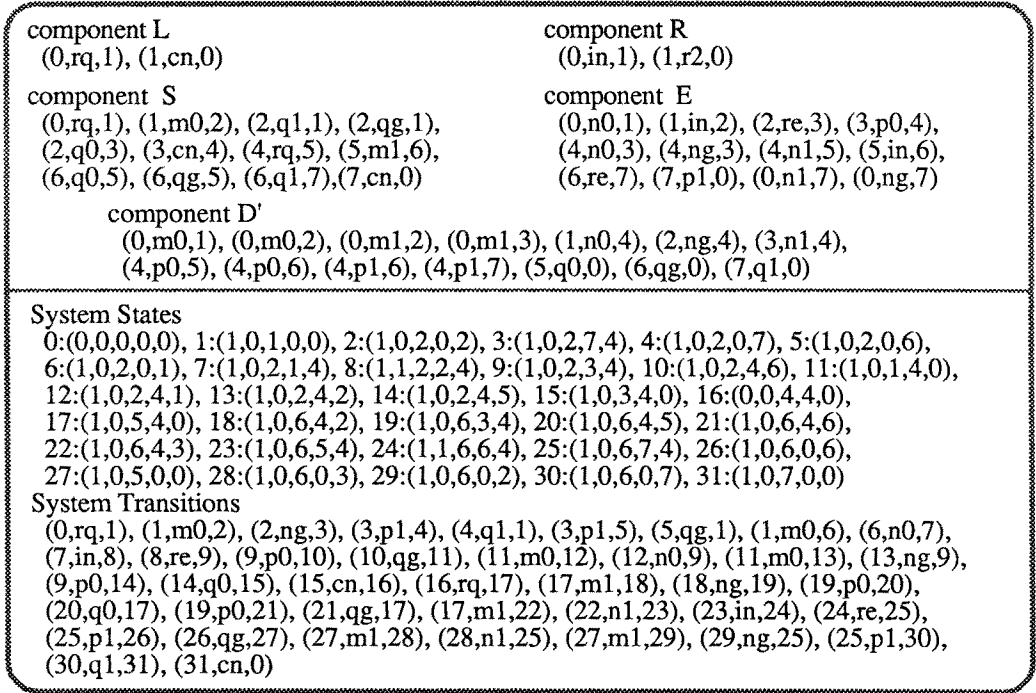 component L
(0,rq,1), (1,cn,0)
component R
(0,in,1), (1,r2,0)
component S
(0,rq,1), (1,m0,2), (2,q1,1), (2,qg,1),
(2,q0,3), (3,cn,4), (4,rq,5), (5,m1,6),
(6,q0,5), (6,qg,5), (6,q1,7),(7,cn,0)
component E
(0,n0,1), (1,in,2), (2,re,3), (3,p0,4),
(4,n0,3), (4,ng,3), (4,n1,5), (5,in,6),
(6,re,7), (7,p1,0), (0,n1,7), (0,ng,7)
component D'
(0,m0,1), (0,m0,2), (0,m1,2), (0,m1,3), (1,n0,4), (2,ng,4), (3,n1,4),
(4,p0,5), (4,p0,6), (4,p1,6), (4,p1,7), (5,q0,0), (6,qg,0), (7,q1,0)
System States
0:(0,0,0,0,0), 1:(1,0,1,0,0), 2:(1,0,2,0,2), 3:(1,0,2,7,4), 4:(1,0,2,0,7), 5:(1,0,2,0,6),
6:(1,0,2,0,1), 7:(1,0,2,1,4), 8:(1,1,2,2,4), 9:(1,0,2,3,4), 10:(1,0,2,4,6), 11:(1,0,1,4,0),
12:(1,0,2,4,1), 13:(1,0,2,4,2), 14:(1,0,2,4,5), 15:(1,0,3,4,0), 16:(0,0,4,4,0),
17:(1,0,5,4,0), 18:(1,0,6,4,2), 19:(1,0,6,3,4), 20:(1,0,6,4,5), 21:(1,0,6,4,6),
22:(1,0,6,4,3), 23:(1,0,6,5,4), 24:(1,1,6,6,4), 25:(1,0,6,7,4), 26:(1,0,6,0,6),
27:(1,0,5,0,0), 28:(1,0,6,0,3), 29:(1,0,6,0,2), 30:(1,0,6,0,7), 31:(1,0,7,0,0)
System Transitions
(0,rq,1), (1,m0,2), (2,ng,3), (3,p1,4), (4,q1,1), (3,p1,5), (5,qg,1), (1,m0,6), (6,n0,7),
(7,in,8), (8,re,9), (9,p0,10), (10,qg,11), (11,m0,12), (12,n0,9), (11,m0,13), (13,ng,9),
(9,p0,14), (14,q0,15), (15,cn,16), (16,rq,17), (17,m1,18), (18,ng,19), (19,p0,20),
(20,q0,17), (19,p0,21), (21,qg,17), (17,m1,22), (22,n1,23), (23,in,24), (24,re,25),
(25,p1,26), (26,qg,27), (27,m1,28), (28,n1,25), (27,m1,29), (29,ng,25), (25,p1,30),
(30,q1,31), (31,cn,0)